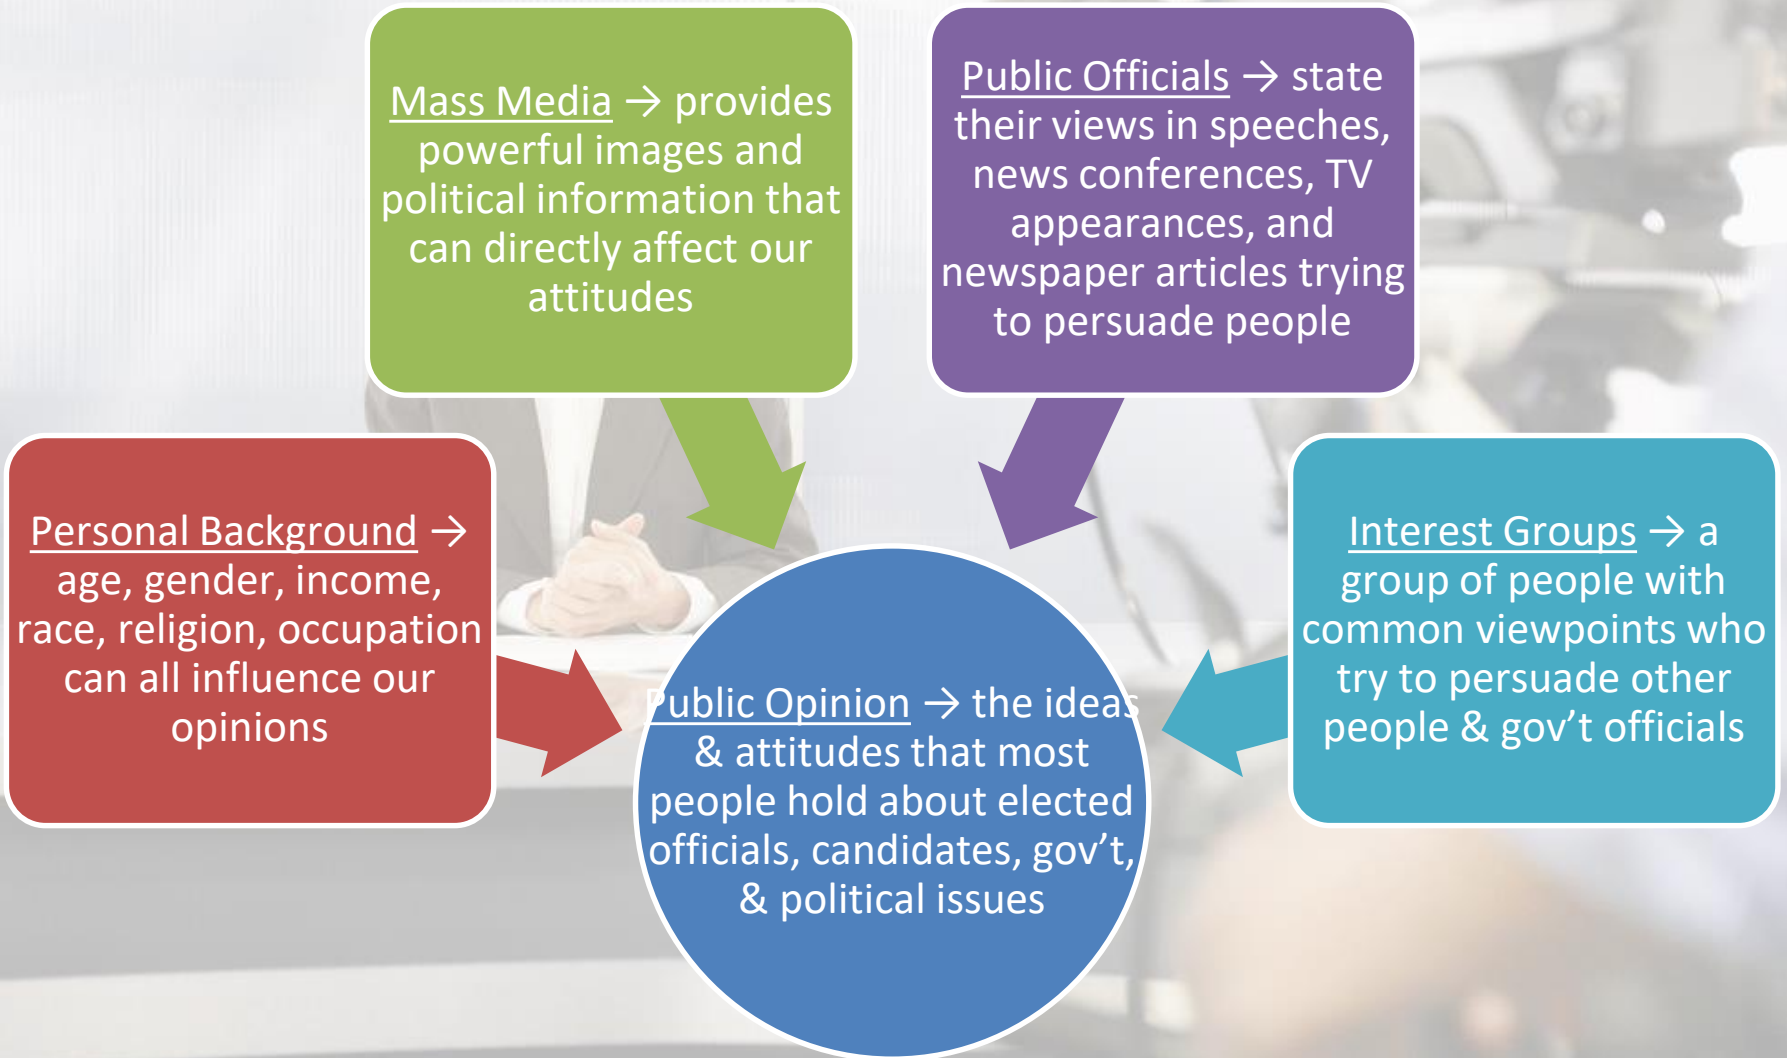 Mass Media → provides
powerful images and
political information that
can directly affect our
attitudes
Public Officials → state
their views in speeches,
news conferences, TV
appearances, and
newspaper articles trying
to persuade people
Personal Background →
age, gender, income,
race, religion, occupation
can all influence our
opinions
Interest Groups → a
group of people with
common viewpoints who
try to persuade other
people & gov’t officials
Public Opinion → the ideas
& attitudes that most
people hold about elected
officials, candidates, gov’t,
& political issues